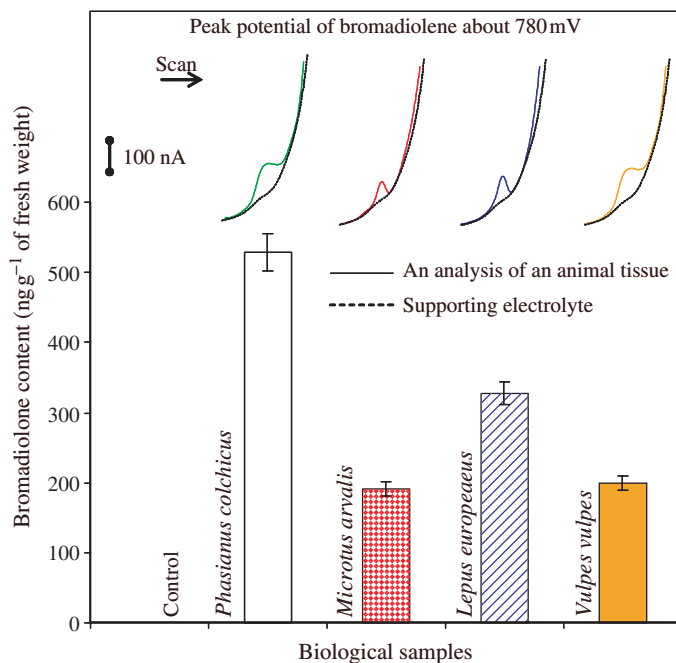 Peak potential of bromadiolene about 780 mV
Scan
100 nA
An analysis of an animal tissue
Supporting electrolyte
Bromadiolone content (ng g⁻¹ of fresh weight)
600
500
400
300
200
100
0
Control
Phasianus colchicus
Microtus arvalis
Lepus europeaeus
Vulpes vulpes
Biological samples